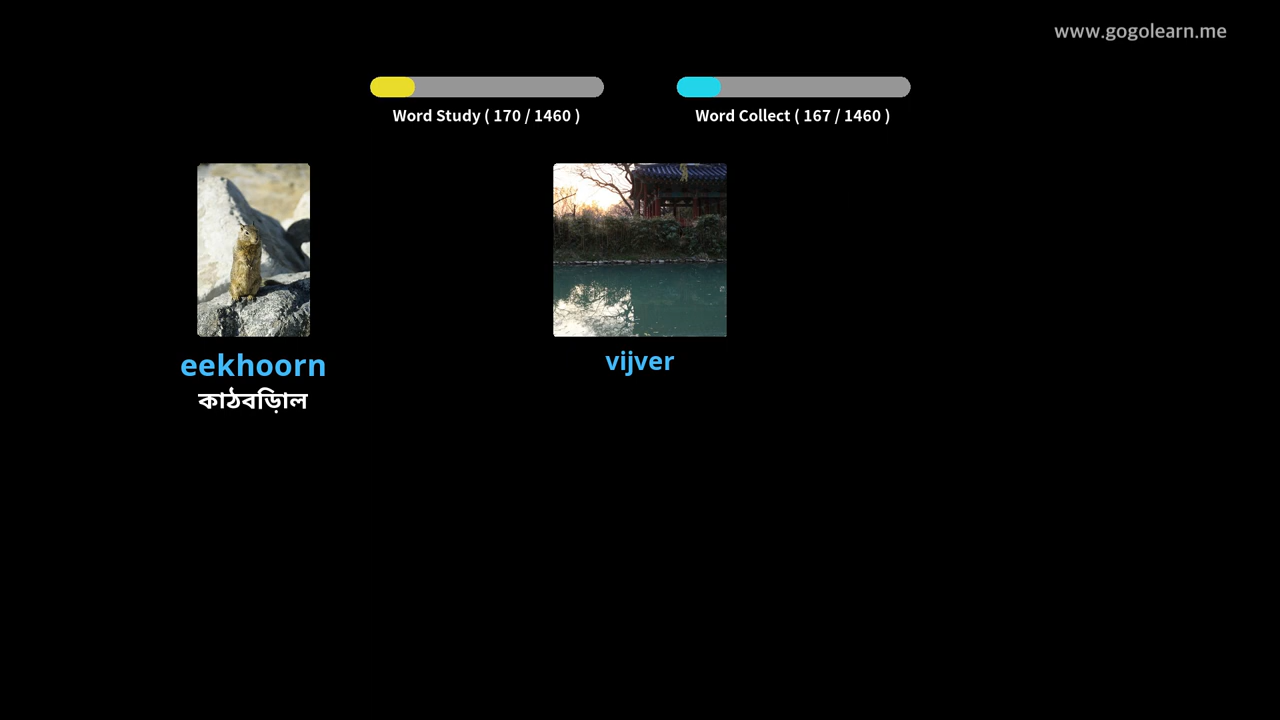 www.gogolearn.me
Word Study ( 170 / 1460 )
Word Collect ( 167 / 1460 )
eekhoorn
vijver
কাঠবিড়াল